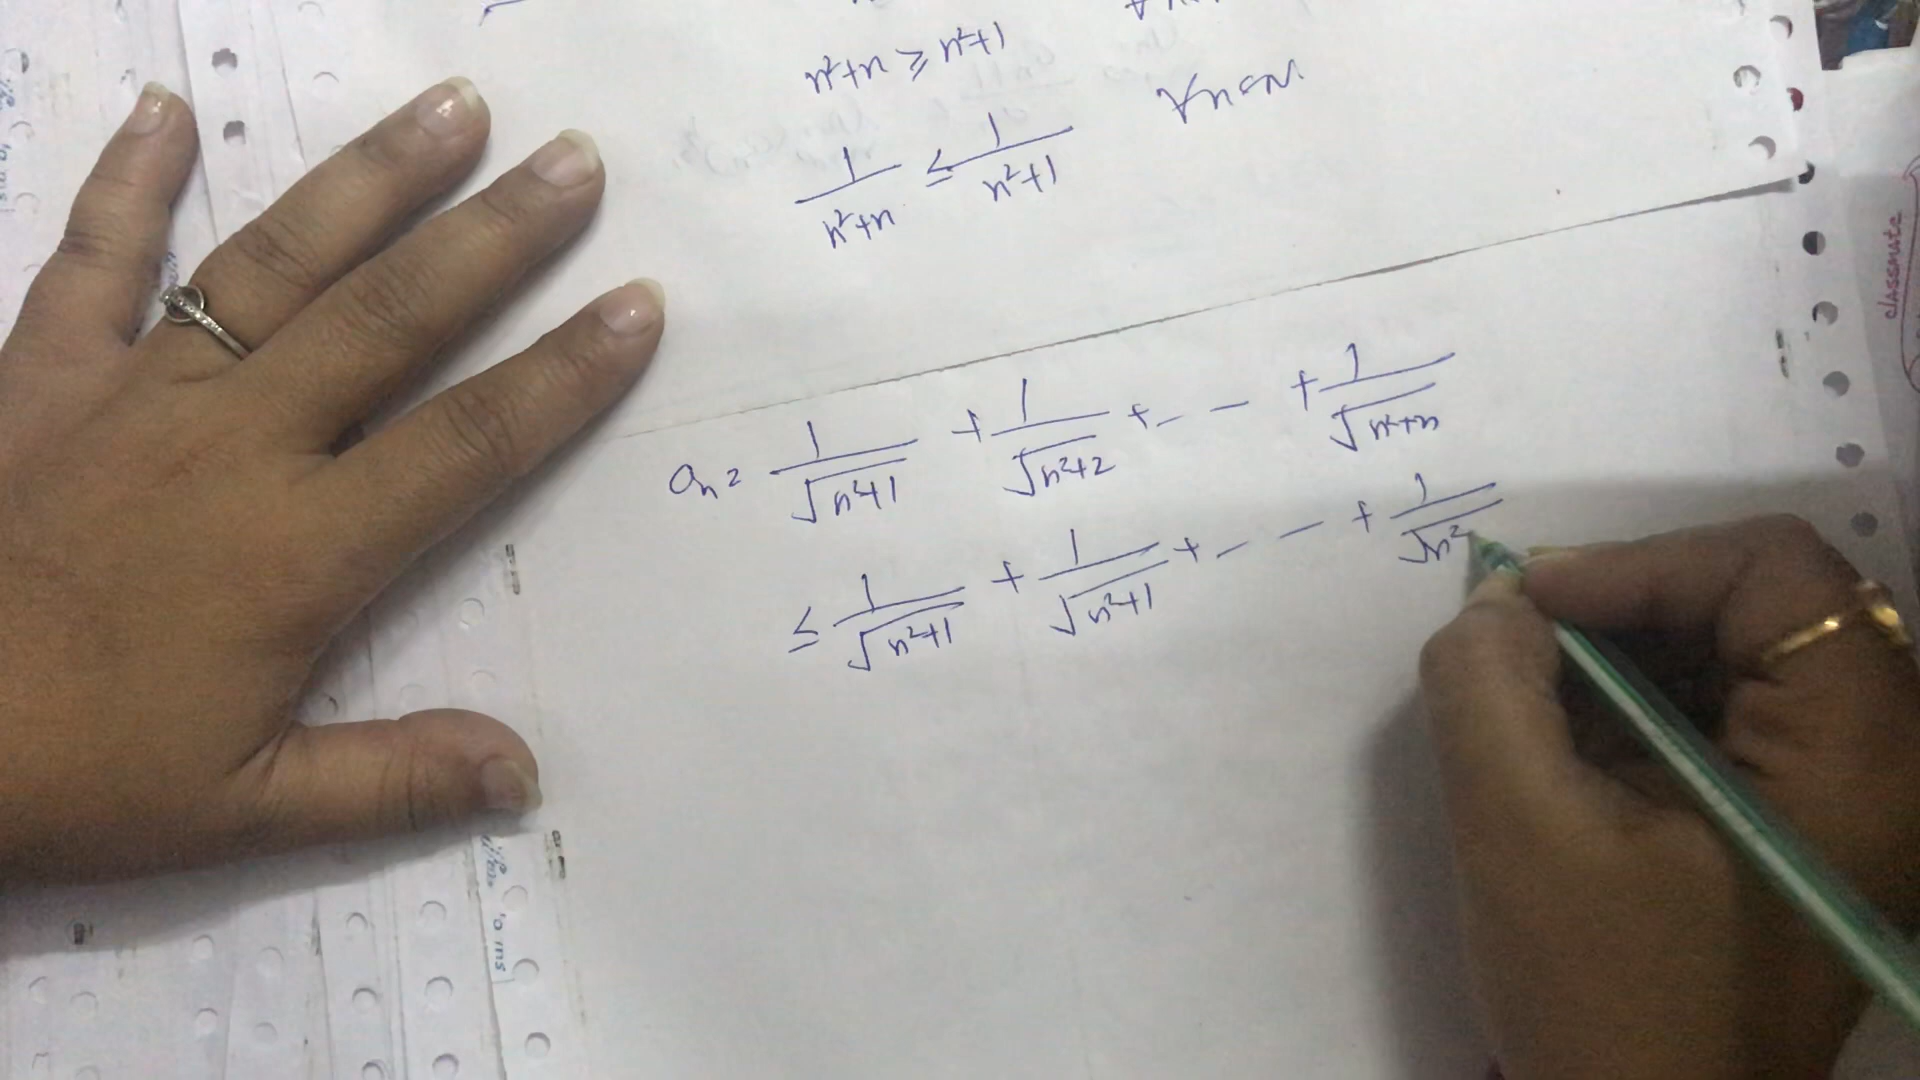 n²+n ≥ n²+1
1/(n²+n) ≤ 1/(n²+1) ∀n∈N
aₙ = 1/√(n²+1) + 1/√(n²+2) + - - + 1/√(n²+n)
≤ 1/√(n²+1) + 1/√(n²+1) + - - + 1/√n²
classmate